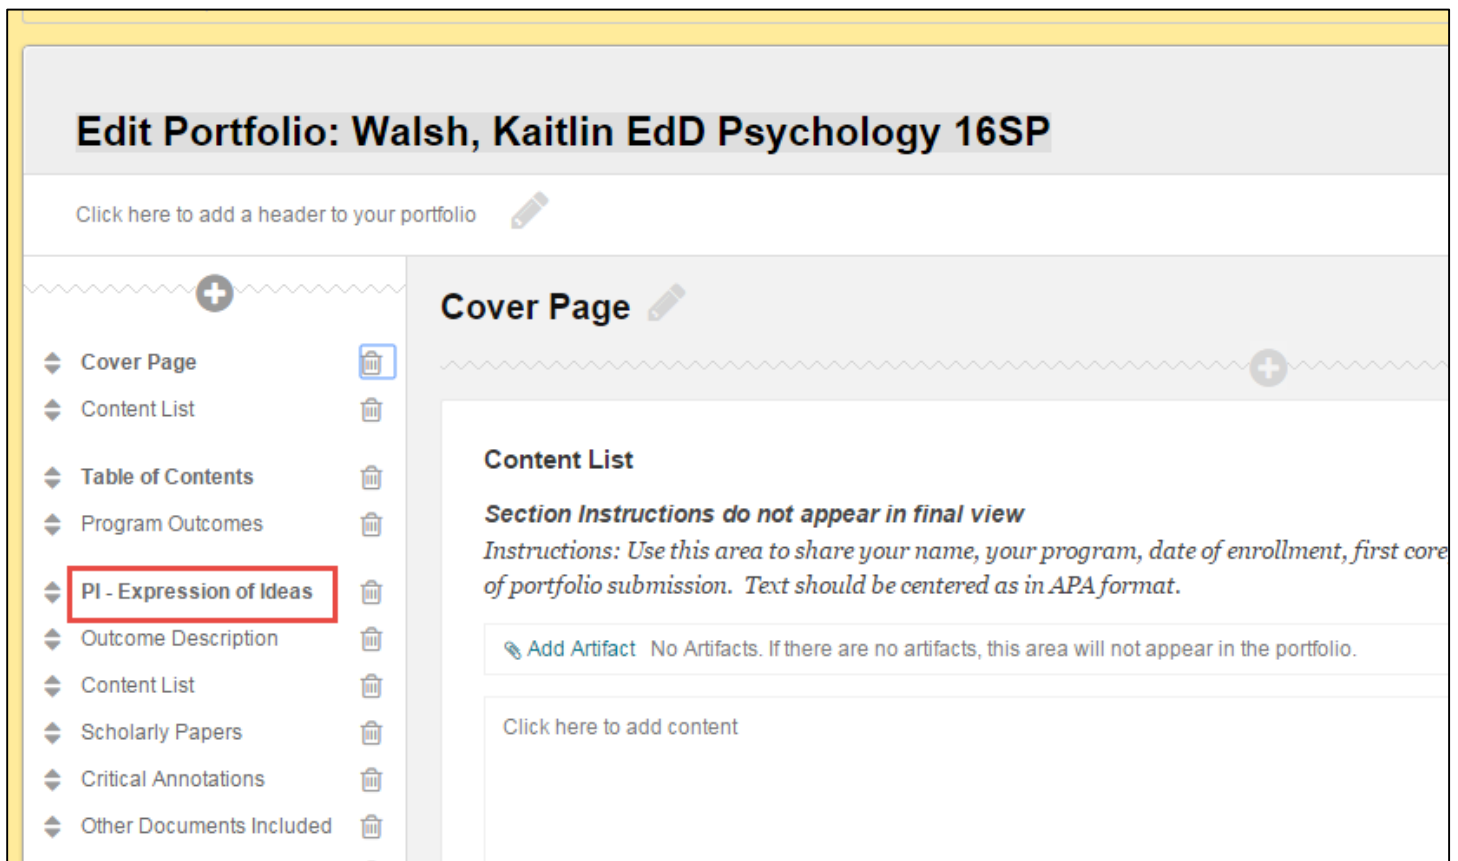 Edit Portfolio: Walsh, Kaitlin EdD Psychology 16SP
Click here to add a header to your portfolio
Cover Page
Content List
Table of Contents
Program Outcomes
PI - Expression of Ideas
Outcome Description
Content List
Scholarly Papers
Critical Annotations
Other Documents Included
Cover Page
Content List
Section Instructions do not appear in final view
Instructions: Use this area to share your name, your program, date of enrollment, first core
of portfolio submission. Text should be centered as in APA format.
Add Artifact No Artifacts. If there are no artifacts, this area will not appear in the portfolio.
Click here to add content